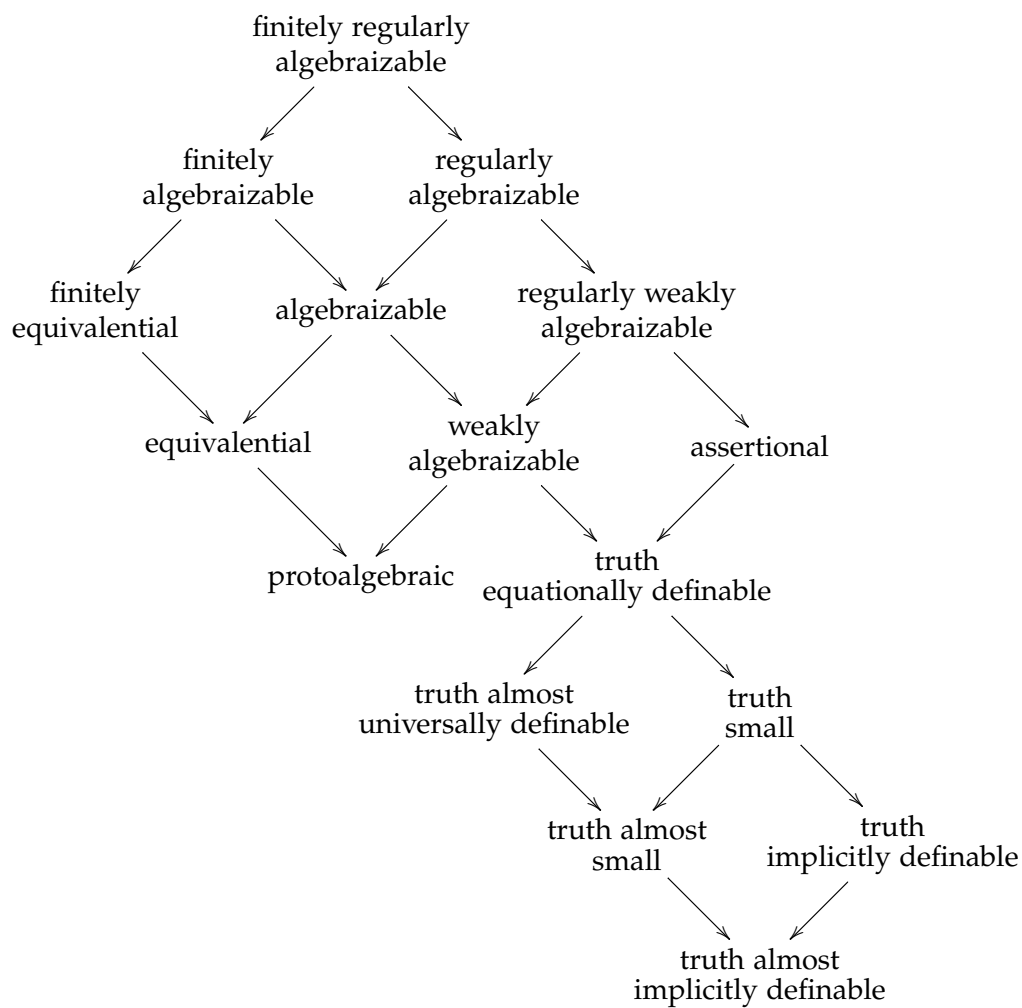 finitely regularly
algebraizable
finitely
algebraizable
regularly
algebraizable
finitely
equivalential
algebraizable
regularly weakly
algebraizable
equivalential
weakly
algebraizable
assertional
protoalgebraic
truth
equationally definable
truth almost
universally definable
truth
small
truth almost
small
truth
implicitly definable
truth almost
implicitly definable